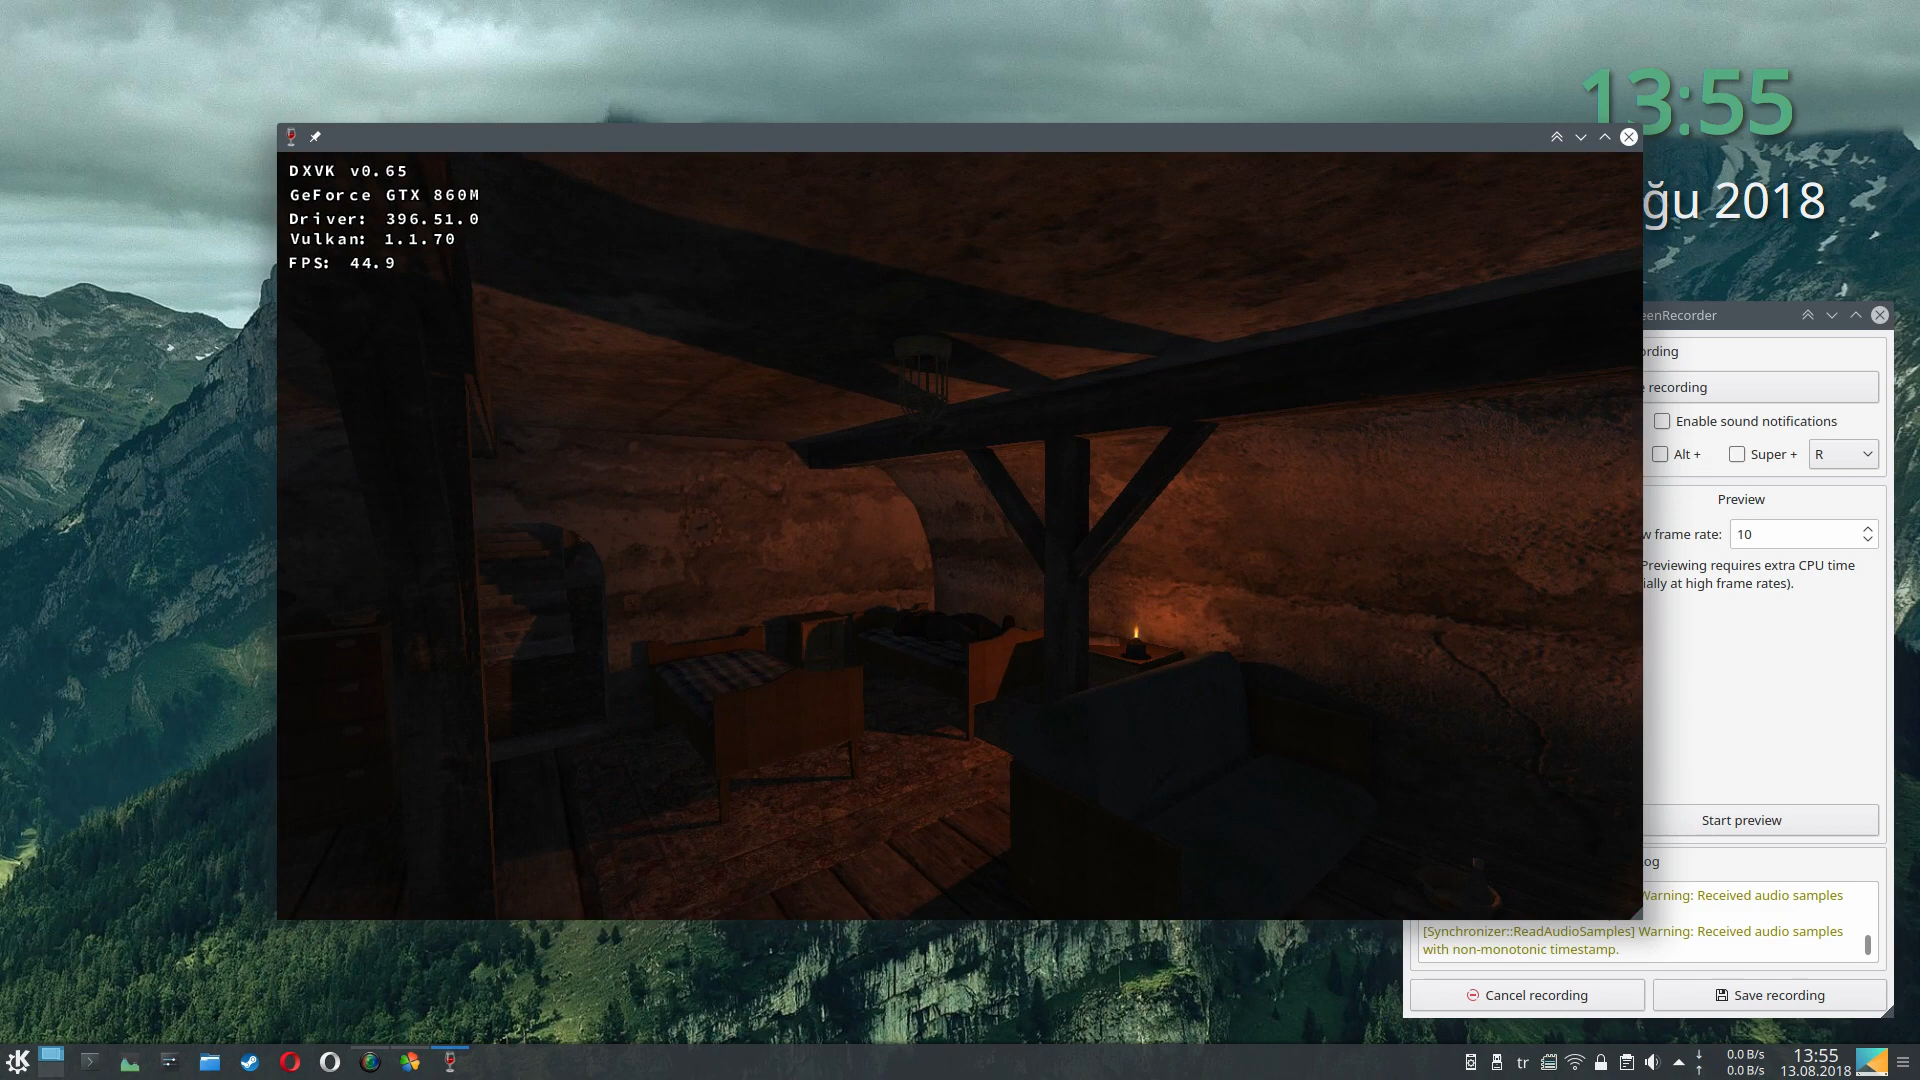 13:55
ğu 2018
DXVK v0.65
GeForce GTX 860M
Driver: 396.51.0
Vulkan: 1.1.70
FPS: 44.9
eenRecorder
ording
recording
Enable sound notifications
Alt +
Super +
R
Preview
w frame rate:
10
Previewing requires extra CPU time
ially at high frame rates).
Start preview
og
Warning: Received audio samples
[Synchronizer::ReadAudioSamples] Warning: Received audio samples
with non-monotonic timestamp.
Cancel recording
Save recording
tr
0.0 B/s
0.0 B/s
13:55
13.08.2018